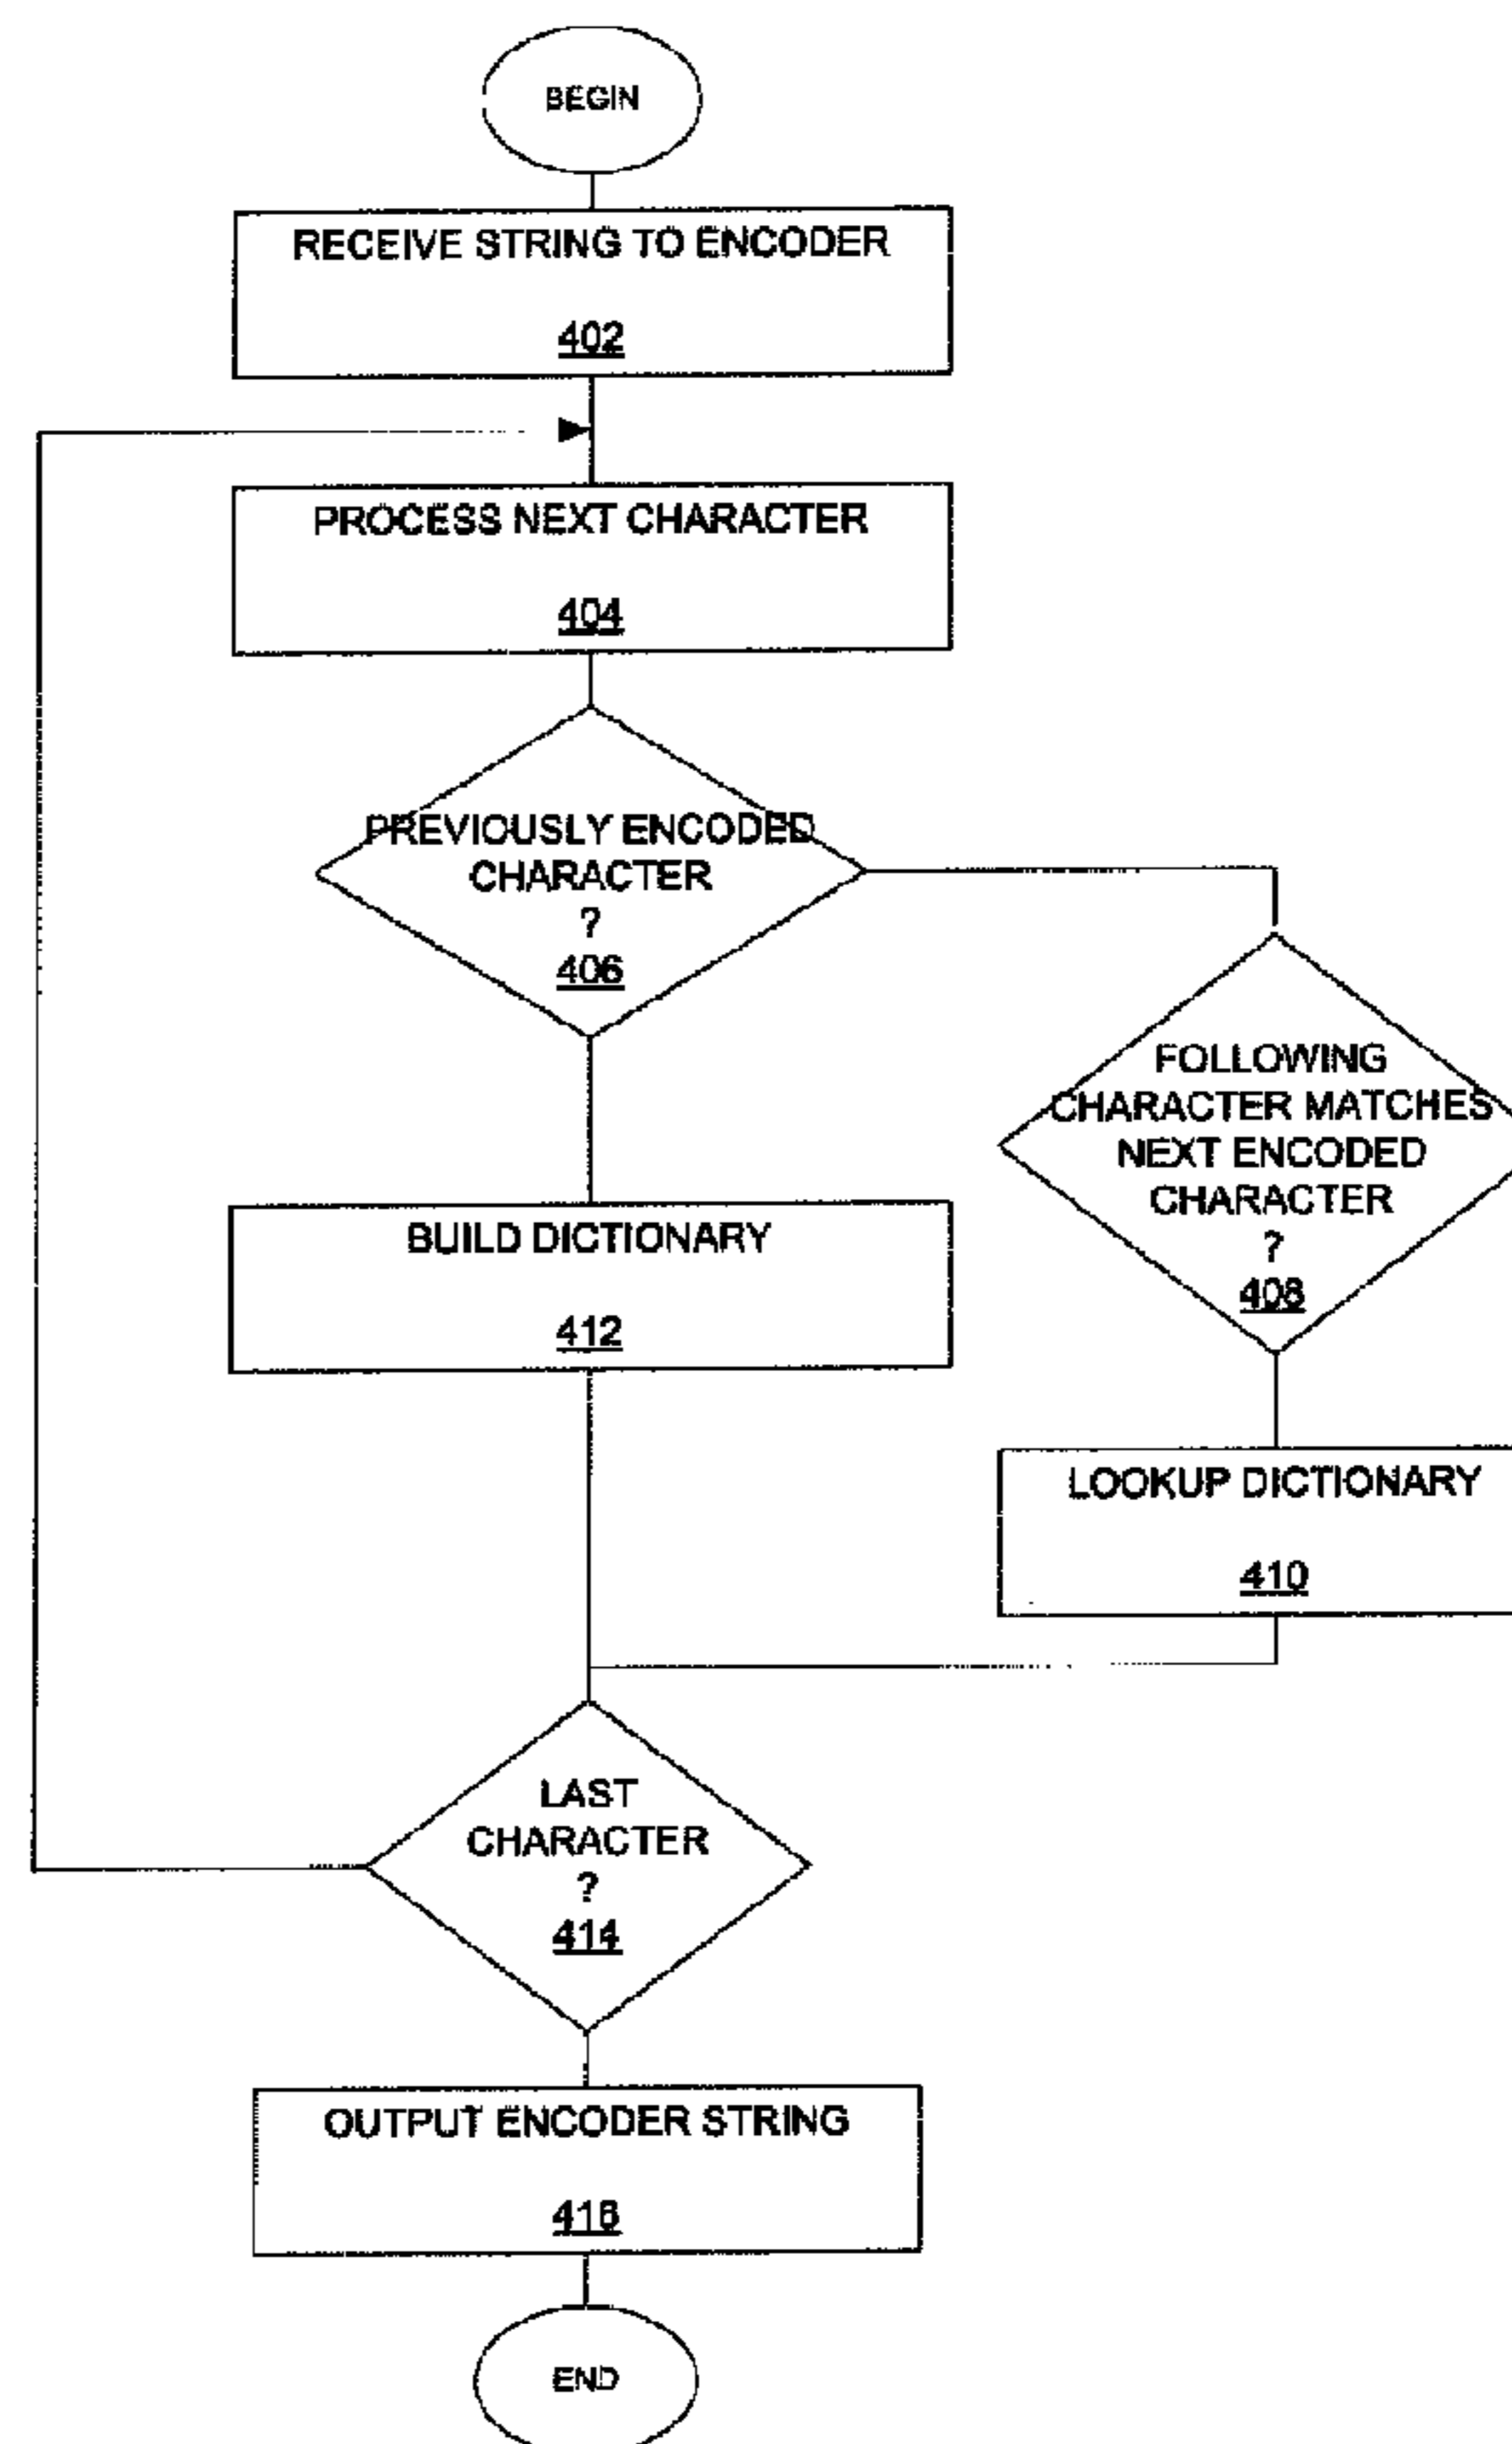 BEGIN
RECEIVE STRING TO ENCODER
402
PROCESS NEXT CHARACTER
404
PREVIOUSLY ENCODED
CHARACTER
?
406
FOLLOWING
CHARACTER MATCHES
NEXT ENCODED
CHARACTER
?
408
BUILD DICTIONARY
412
LOOKUP DICTIONARY
410
LAST
CHARACTER
?
414
OUTPUT ENCODER STRING
416
END